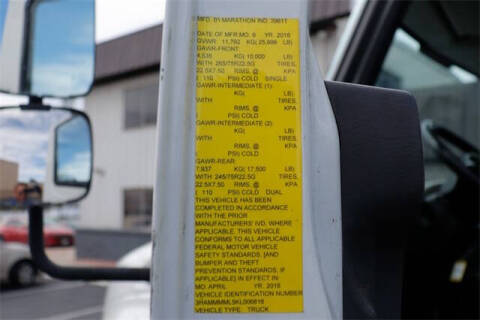 MFD. BY MARATHON IND. 39611
DATE OF MFR.MO. 6 YR. 2018
GVWR: 11,792 KG( 25,999 LB)
GAWR-FRONT:
4,536 KG( 10,000 LB)
WITH 265/75R22.5G TIRES,
22.5X7.50 RIMS, @ KPA
( 110 PSI) COLD SINGLE
GAWR-INTERMEDIATE (1):
KG( LB)
WITH TIRES,
RIMS, @ KPA
( PSI) COLD
GAWR-INTERMEDIATE (2):
KG( LB)
WITH TIRES,
RIMS, @ KPA
( PSI) COLD
GAWR-REAR:
7,937 KG( 17,500 LB)
WITH 245/75R22.5G TIRES,
22.5X7.50 RIMS, @ KPA
( 110 PSI) COLD DUAL
THIS VEHICLE HAS BEEN
COMPLETED IN ACCORDANCE
WITH THE PRIOR
MANUFACTURERS' IVD, WHERE
APPLICABLE. THIS VEHICLE
CONFORMS TO ALL APPLICABLE
FEDERAL MOTOR VEHICLE
SAFETY STANDARDS, [AND
BUMPER AND THEFT
PREVENTION STANDARDS, IF
APPLICABLE] IN EFFECT IN:
MO. APRIL YR. 2018
VEHICLE IDENTIFICATION NUMBER:
VEHICLE TYPE: TRUCK